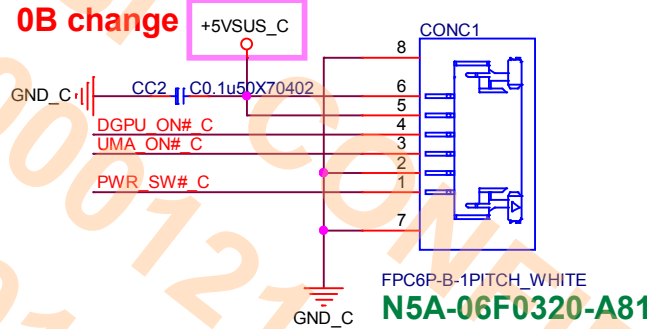 0B change
+5VSUS_C
CONC1
8
GND_C
CC2
C0.1u50X70402
6
5
DGPU_ON#_C
4
UMA_ON#_C
3
2
PWR_SW#_C
1
7
GND_C
FPC6P-B-1PITCH_WHITE
N5A-06F0320-A81